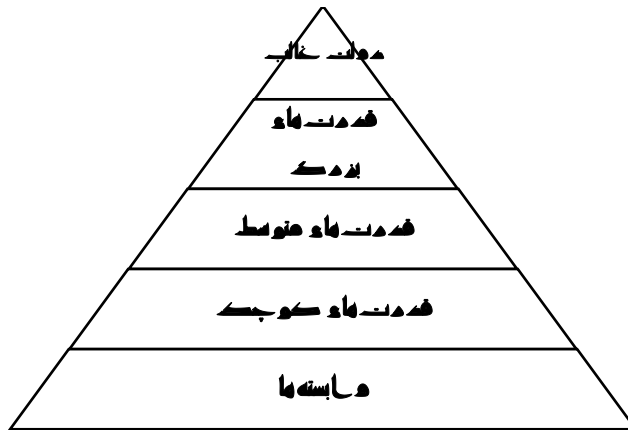 دولت غالب
قدرت‌های
بزرگ
قدرت‌های متوسط
قدرت‌های کوچک
وابسته‌ها